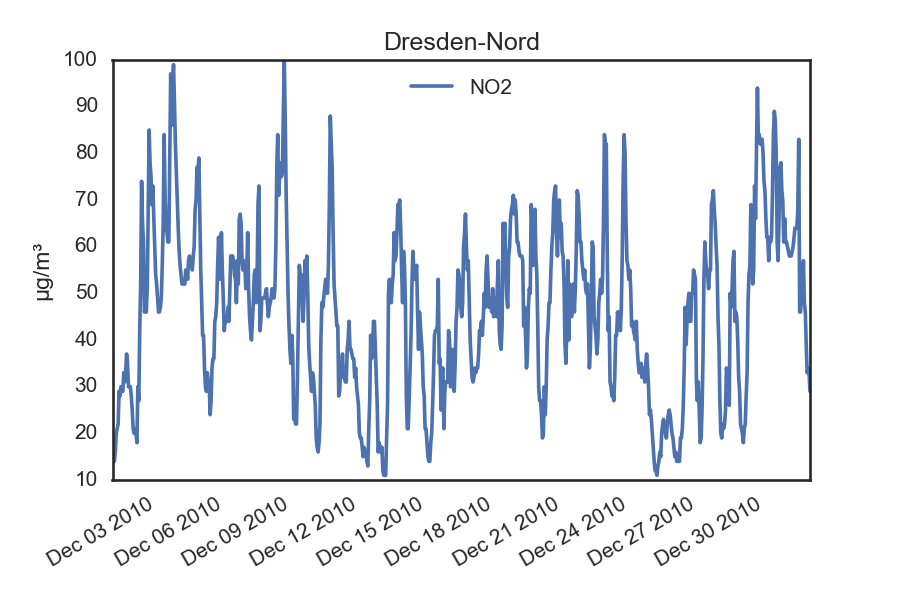 Dresden-Nord
NO2
µg/m³
100
90
80
70
60
50
40
30
20
10
Dec 03 2010
Dec 06 2010
Dec 09 2010
Dec 12 2010
Dec 15 2010
Dec 18 2010
Dec 21 2010
Dec 24 2010
Dec 27 2010
Dec 30 2010